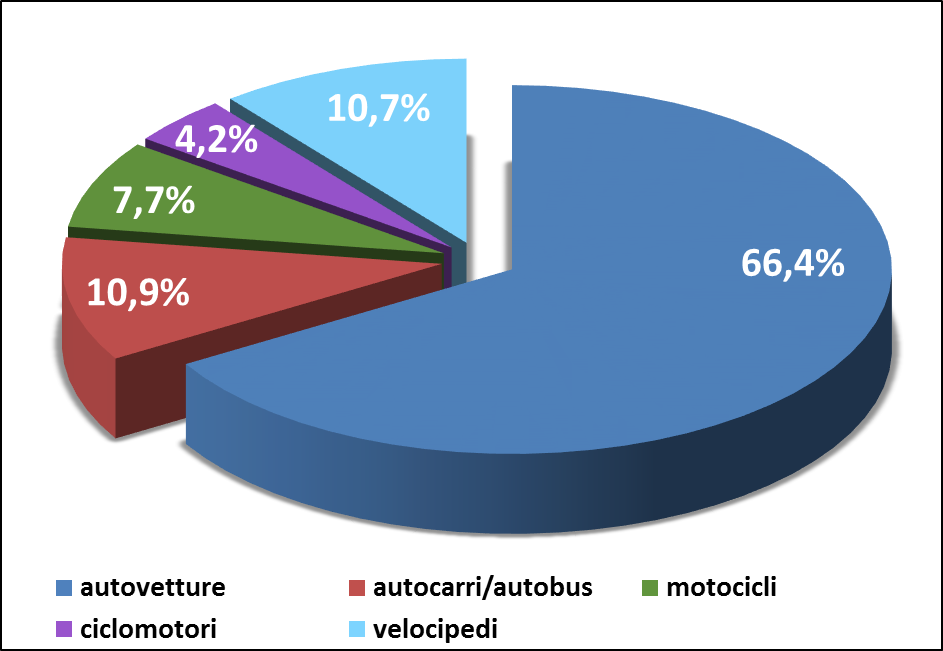 10,7%
4,2%
7,7%
66,4%
10,9%
autovetture autocarri/autobus motocicli
ciclomotori velocipedi